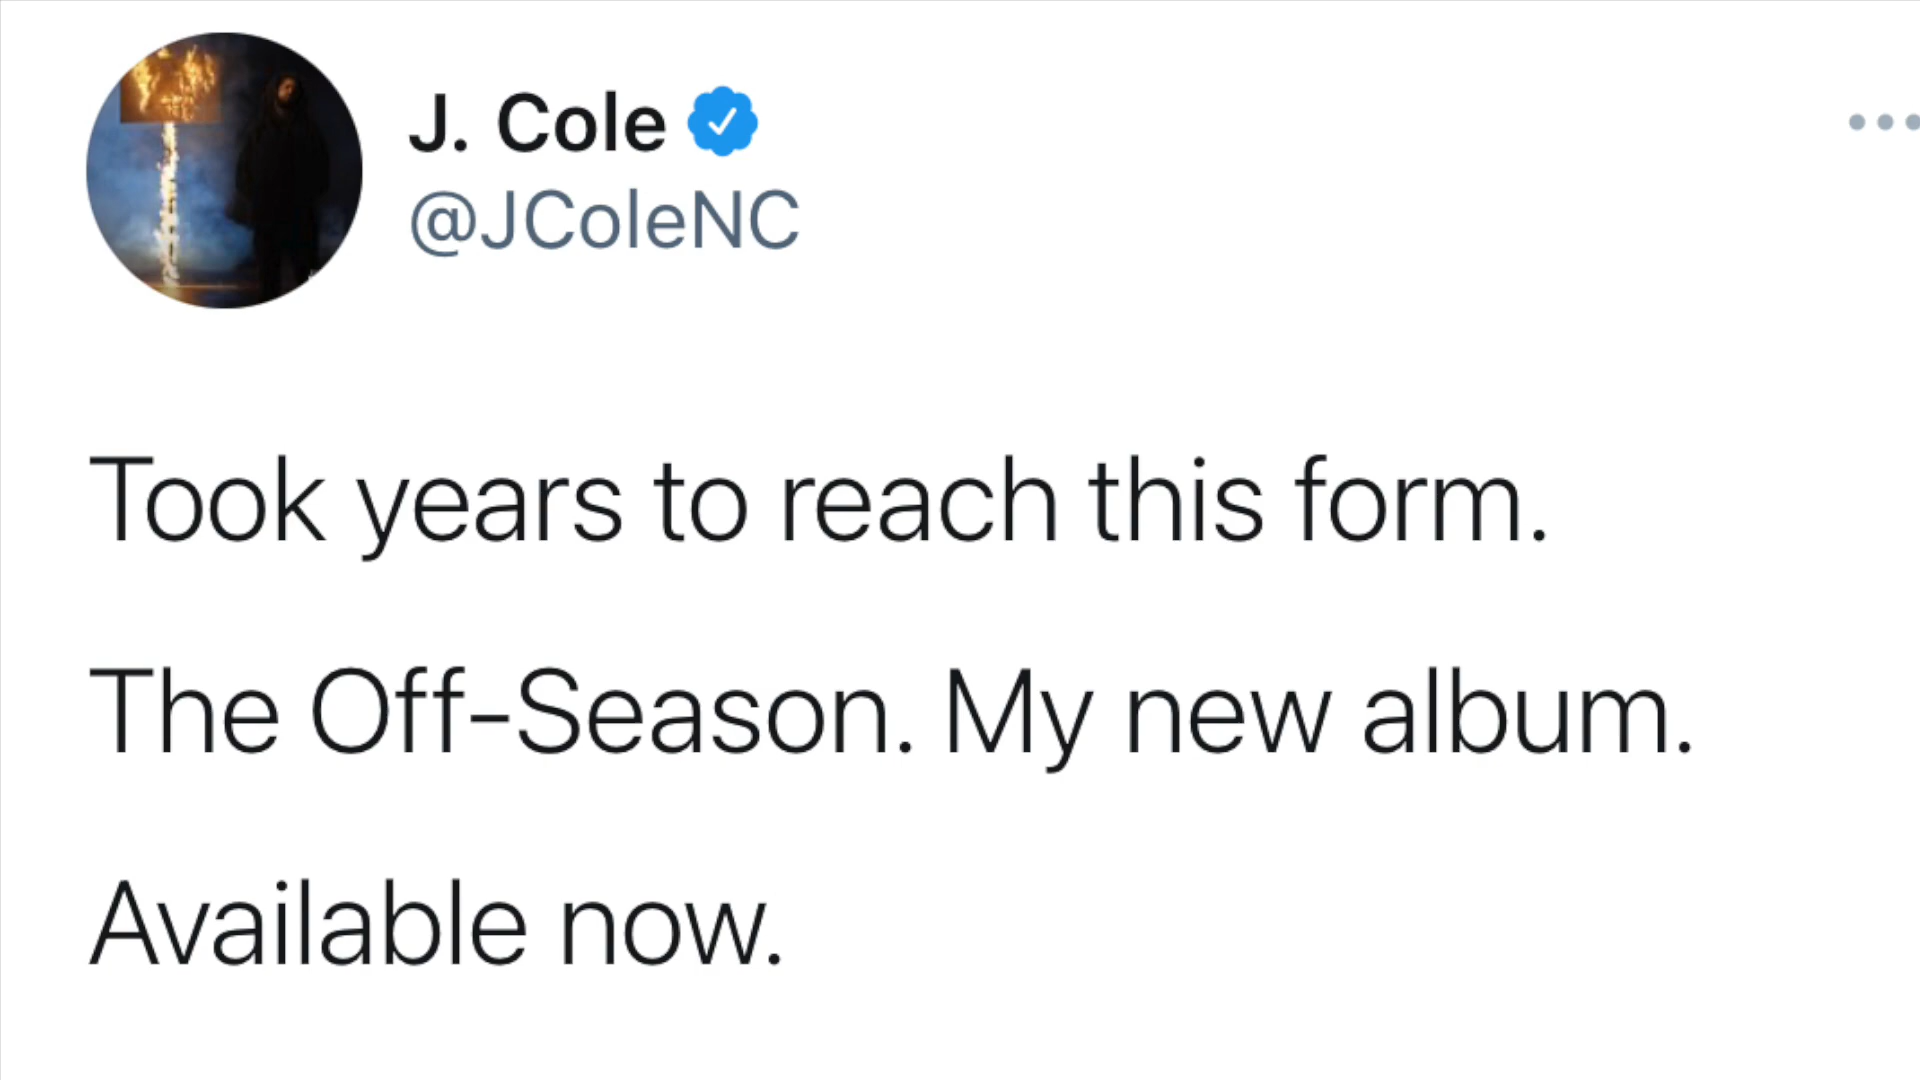 J. Cole
@JColeNC
Took years to reach this form.
The Off-Season. My new album.
Available now.